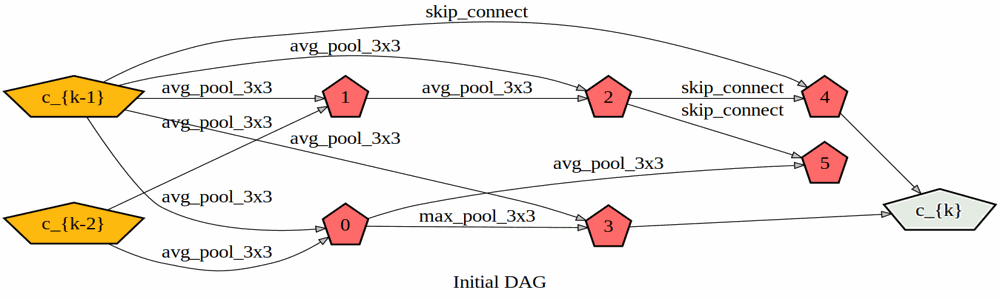 skip_connect
avg_pool_3x3
c_{k-1}
avg_pool_3x3
1
avg_pool_3x3
2
skip_connect
4
avg_pool_3x3
avg_pool_3x3
skip_connect
avg_pool_3x3
5
avg_pool_3x3
c_{k-2}
0
max_pool_3x3
3
c_{k}
avg_pool_3x3
Initial DAG